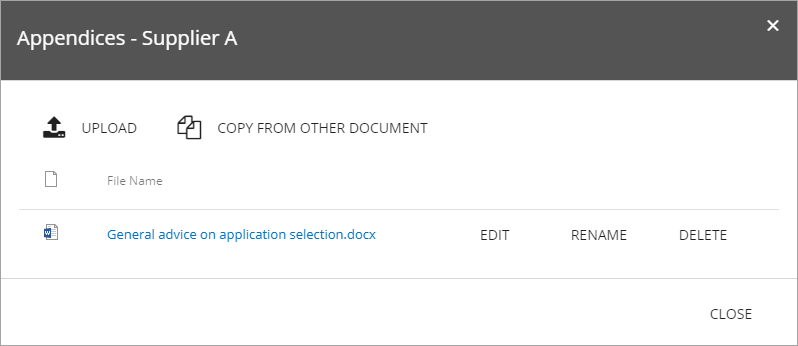 Appendices - Supplier A
UPLOAD COPY FROM OTHER DOCUMENT
File Name
General advice on application selection.docx EDIT RENAME DELETE
CLOSE